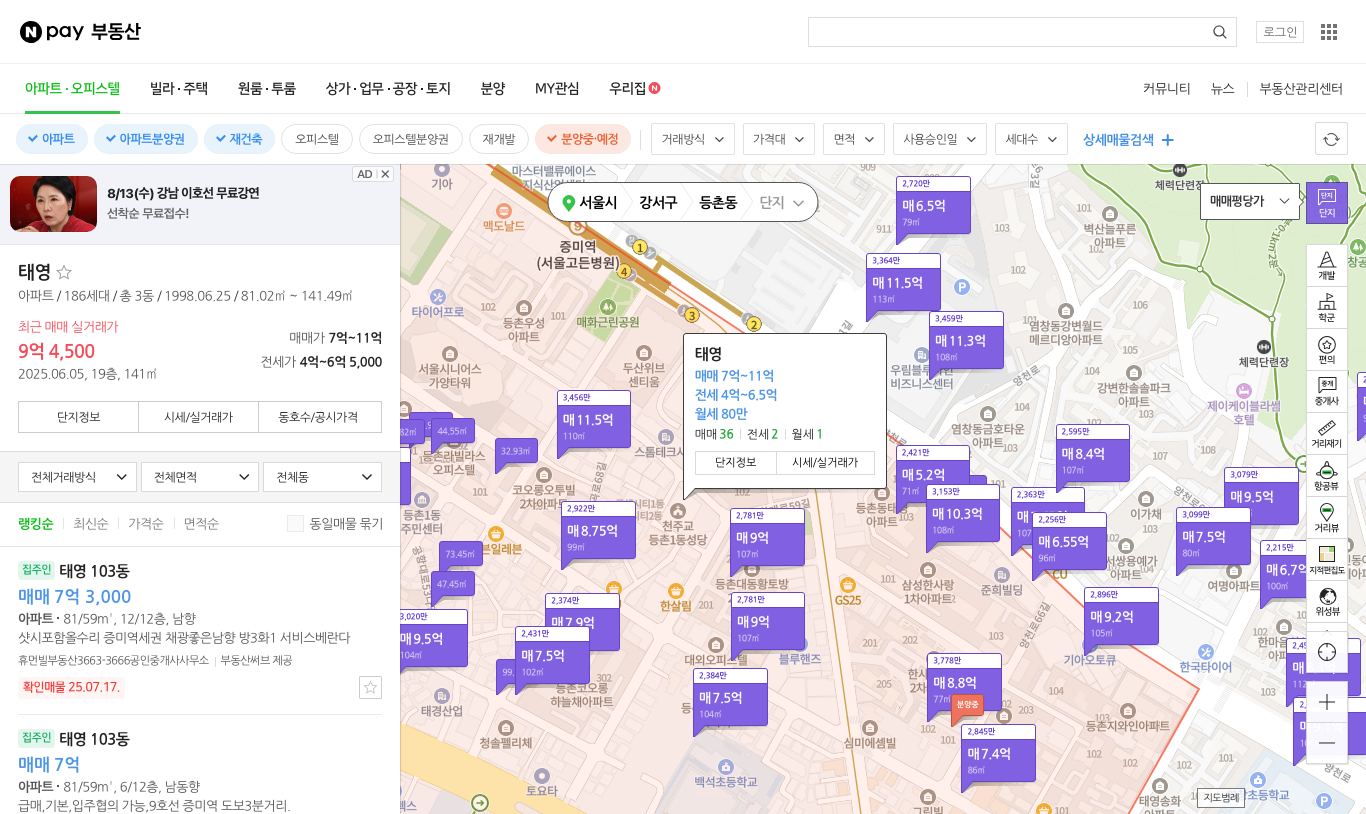 N pay 부동산
로그인
아파트·오피스텔
빌라·주택
원룸·투룸
상가·업무·공장·토지
분양
MY관심
우리집 N
커뮤니티
뉴스
부동산관리센터
아파트
아파트분양권
재건축
오피스텔
오피스텔분양권
재개발
분양중·예정
거래방식
가격대
면적
사용승인일
세대수
상세매물검색
AD
8/13(수) 강남 이호선 무료강연
선착순 무료접수!
태영
아파트 / 186세대 / 총 3동 / 1998.06.25 / 81.02㎡ ~ 141.49㎡
최근 매매 실거래가
9억 4,500
2025.06.05, 19층, 141㎡
매매가 7억~11억
전세가 4억~6억 5,000
단지정보
시세/실거래가
동호수/공시가격
전체거래방식
전체면적
전체동
랭킹순
최신순
가격순
면적순
동일매물 묶기
집주인 태영 103동
매매 7억 3,000
아파트 · 81/59㎡, 12/12층, 남향
샷시포함올수리 증미역세권 채광좋은남향 방3화1 서비스베란다
휴먼빌부동산3663-3666공인중개사사무소
부동산써브 제공
확인매물 25.07.17.
집주인 태영 103동
매매 7억
아파트 · 81/59㎡, 6/12층, 남동향
급매,기본,입주협의 가능,9호선 증미역 도보3분거리.
서울시
강서구
등촌동
단지
매매평당가
단지
단지
개발
학군
편의
중개
중개사
거리재기
항공뷰
거리뷰
지적편집도
위성뷰
지도범례
태영
매매 7억~11억
전세 4억~6.5억
월세 80만
매매 36
전세 2
월세 1
단지정보
시세/실거래가
기아
마스터밸류에이스
맥도날드
9
증미역
(서울고든병원)
1
4
3
2
타이어프로
등촌우성
아파트
매화근린공원
서울시니어스
가양타워
두산위브
센티움
체력단련장
벽산늘푸른
아파트
염창동강변월드
메르디앙아파트
체력단련장
강변한솔솔파크
아파트
제이케이블라썸
호텔
염창동금호타운
아파트
이가채
여명아파트
한국타이어
기아오토큐
준희빌딩
삼성한사랑
1차아파트
GS25
CU
한살림
등촌대동황토방
아파트
블루핸즈
대외오피스텔
심미에셈빌
백석초등학교
등촌지와인아파트
태영송화
아파트
그린빌
토요타
청솔펠리체
태경산업
등촌코오롱
하늘채아파트
천주교
등촌1동성당
코오롱오투빌
2차아파트
등촌1동
주민센터
2,720만
매6.5억
79㎡
3,364만
매11.5억
113㎡
3,459만
매11.3억
108㎡
3,456만
매11.5억
110㎡
44.55㎡
32.93㎡
2,421만
매5.2억
71㎡
3,153만
매10.3억
108㎡
2,363만
2,256만
매6.55억
96㎡
2,595만
매8.4억
107㎡
3,079만
매9.5억
3,099만
매7.5억
80㎡
2,215만
매6.7억
100㎡
2,922만
매8.75억
99㎡
2,781만
매9억
107㎡
73.45㎡
47.45㎡
3,020만
매9.5억
104㎡
2,374만
매7.9억
2,431만
매7.5억
102㎡
2,781만
매9억
107㎡
2,384만
매7.5억
104㎡
2,896만
매9.2억
105㎡
3,778만
매8.8억
77㎡
분양중
2,845만
매7.4억
86㎡